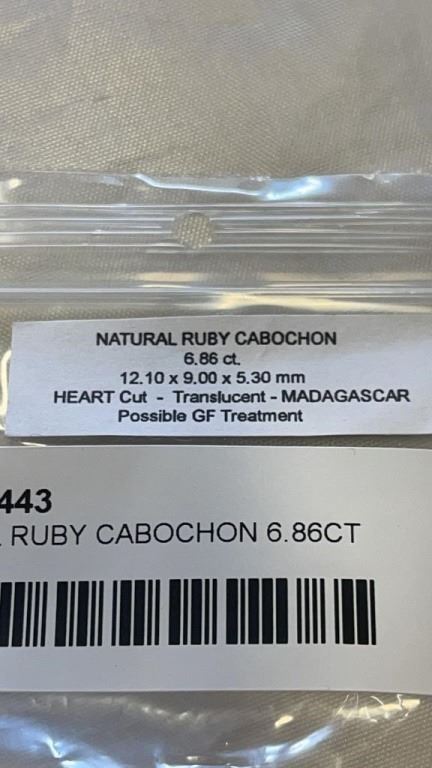 NATURAL RUBY CABOCHON
6.86 ct.
12.10 x 9.00 x 5.30 mm
HEART Cut - Translucent - MADAGASCAR
Possible GF Treatment
443
RUBY CABOCHON 6.86CT